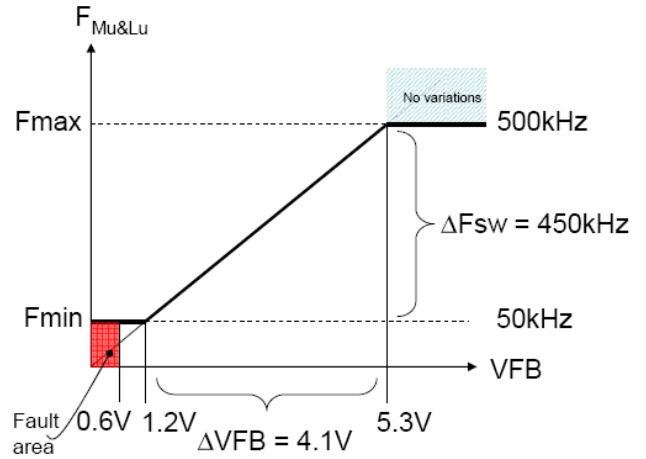 F Mu&Lu
No variations
Fmax
500kHz
ΔFsw = 450kHz
Fmin
50kHz
VFB
Fault
area
0.6V
1.2V
ΔVFB = 4.1V
5.3V